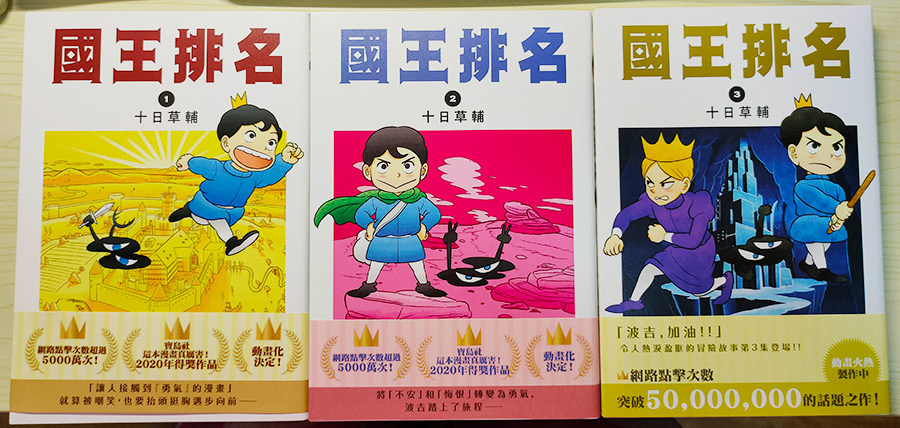 國王排名
1
十日草輔
網路點擊次數超過
5000萬次!
寶島社
這本漫畫真厲害!
2020年得獎作品
動畫化
決定!
「讓人接觸到『勇氣』的漫畫」
就算被嘲笑,也要抬頭挺胸邁步向前——
國王排名
2
十日草輔
網路點擊次數超過
5000萬次!
寶島社
這本漫畫真厲害!
2020年得獎作品
動畫化
決定!
將「不安」和「悔恨」轉變為勇氣,
波吉踏上了旅程——
國王排名
3
十日草輔
「波吉,加油!!」
令人熱淚盈眶的冒險故事第3集登場!!
動畫火熱
製作中
網路點擊次數
突破50,000,000的話題之作!